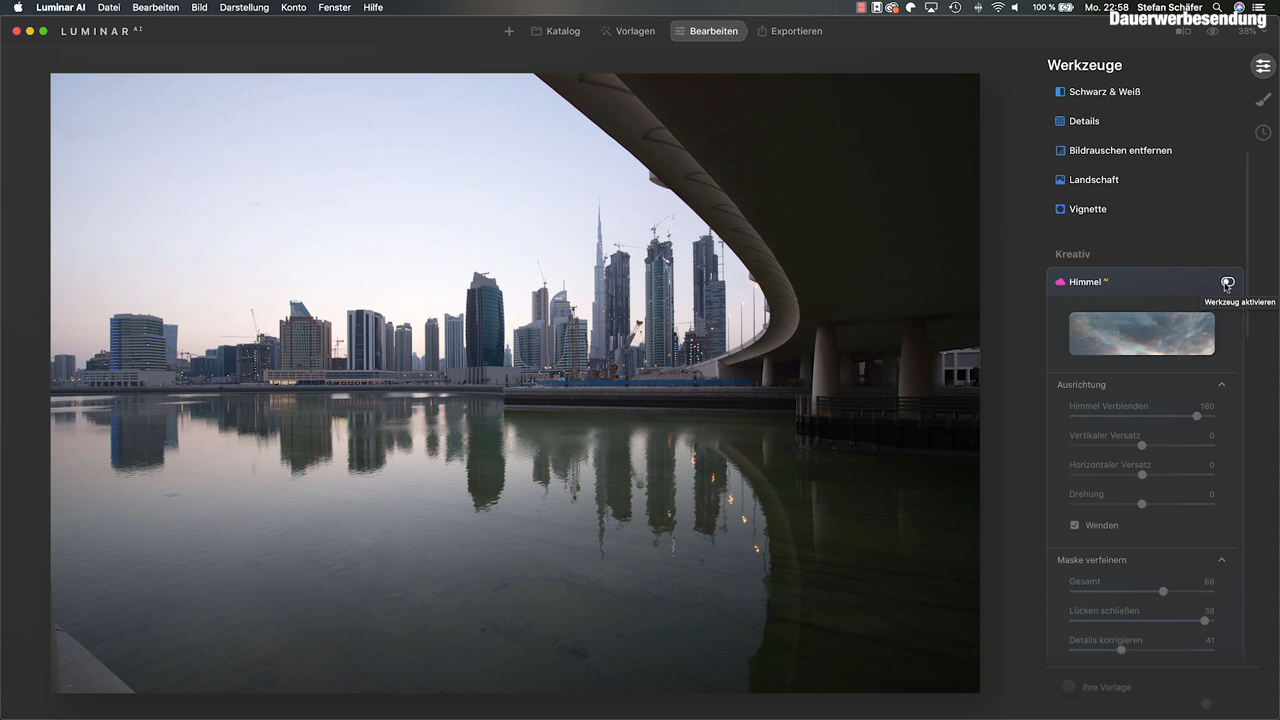 Luminar AI Datei Bearbeiten Bild Darstellung Konto Fenster Hilfe 100 % Mo. 22:58 Stefan Schäfer
Dauerwerbesendung
LUMINAR AI Katalog Vorlagen Bearbeiten Exportieren 38%
Werkzeuge
Schwarz & Weiß
Details
Bildrauschen entfernen
Landschaft
Vignette
Kreativ
Himmel AI
Werkzeug aktivieren
Ausrichtung
Himmel Verblenden 180
Vertikaler Versatz 0
Horizontaler Versatz 0
Drehung 0
Wenden
Maske verfeinern
Gesamt 66
Lücken schließen 38
Details korrigieren 41
Ihre Vorlage